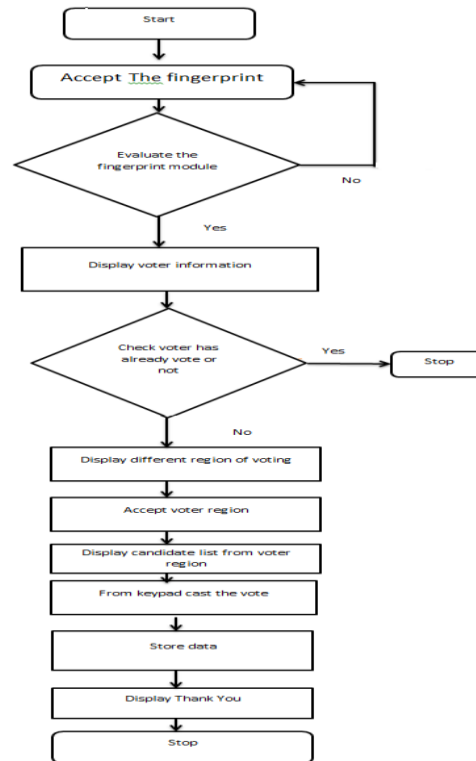 Start
Accept The fingerprint
Evaluate the
fingerprint module
No
Yes
Display voter information
Check voter has
already vote or
not
Yes
Stop
No
Display different region of voting
Accept voter region
Display candidate list from voter
region
From keypad cast the vote
Store data
Display Thank You
Stop